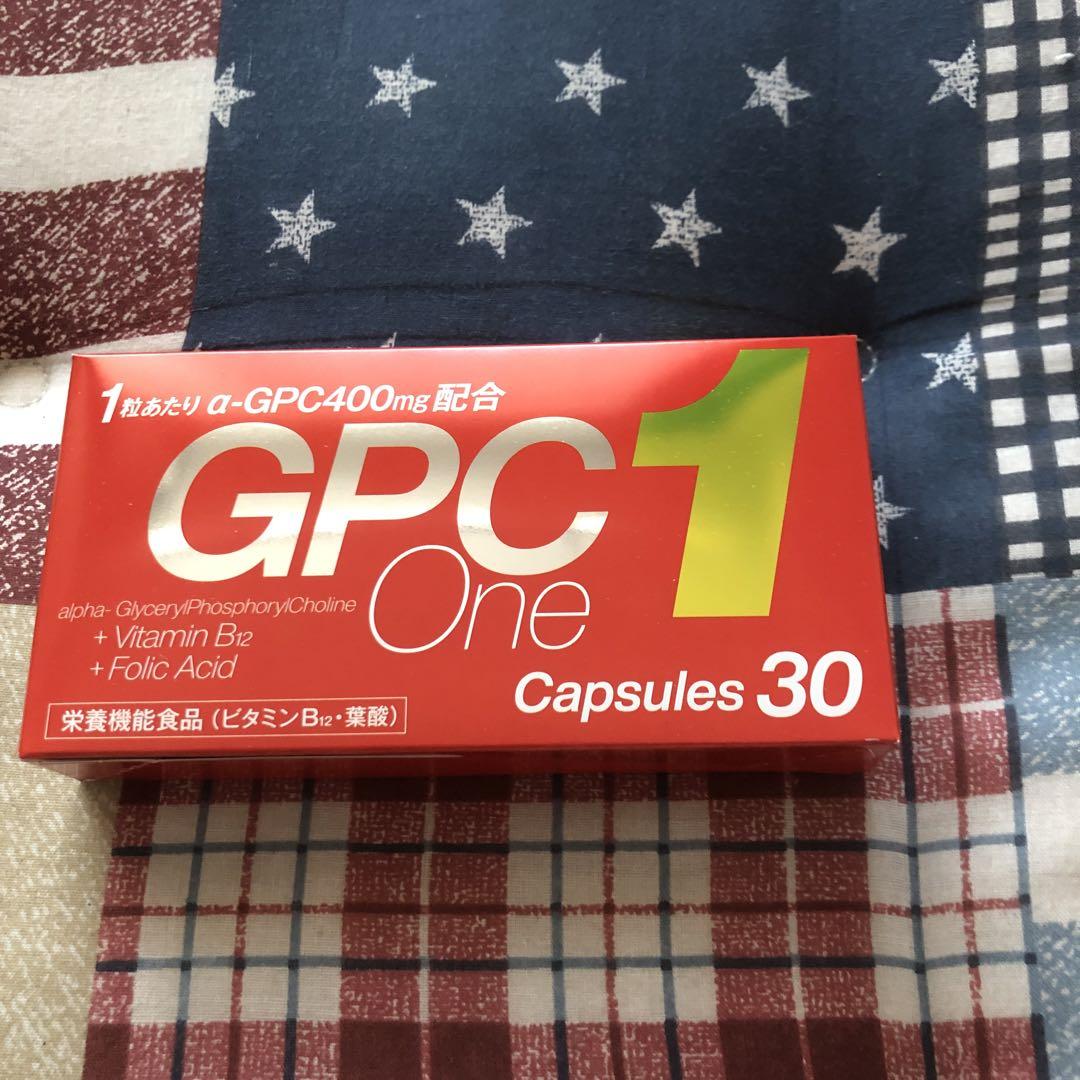 1粒あたり α-GPC400mg配合
GPC1
One
alpha- GlycerylPhosphorylCholine
+ Vitamin B12
+ Folic Acid
Capsules 30
栄養機能食品(ビタミンB12・葉酸)